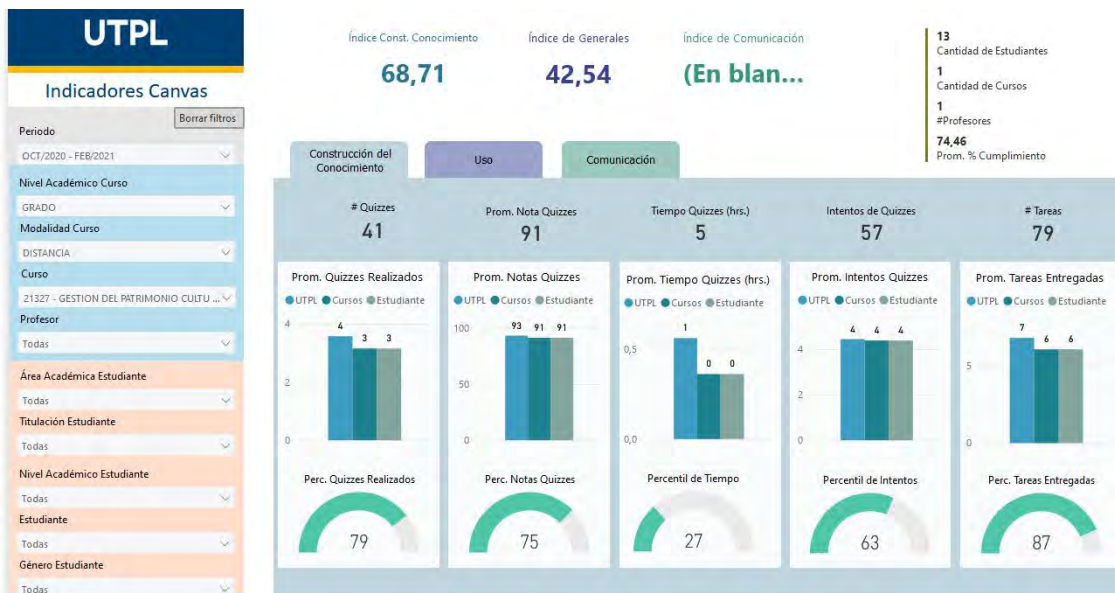 UTPL
Indicadores Canvas
Borrar filtros
Periodo
OCT/2020 - FEB/2021
Nivel Académico Curso
GRADO
Modalidad Curso
DISTANCIA
Curso
21327 - GESTION DEL PATRIMONIO CULTU ...
Profesor
Todas
Área Académica Estudiante
Todas
Titulación Estudiante
Todas
Nivel Académico Estudiante
Todas
Estudiante
Todas
Género Estudiante
Todas
Índice Const. Conocimiento
68,71
Índice de Generales
42,54
Índice de Comunicación
(En blan...
13
Cantidad de Estudiantes
1
Cantidad de Cursos
1
#Profesores
74,46
Prom. % Cumplimiento
Construcción del
Conocimiento
Uso
Comunicación
# Quizzes
41
Prom. Nota Quizzes
91
Tiempo Quizzes (hrs.)
5
Intentos de Quizzes
57
# Tareas
79
Prom. Quizzes Realizados
UTPL Cursos Estudiante
4
2
0
4 3 3
Prom. Notas Quizzes
UTPL Cursos Estudiante
100
50
0
93 91 91
Prom. Tiempo Quizzes (hrs.)
UTPL Cursos Estudiante
0,5
0,0
1 0 0
Prom. Intentos Quizzes
UTPL Cursos Estudiante
4
2
0
4 4 4
Prom. Tareas Entregadas
UTPL Cursos Estudiante
5
0
7 6 6
Perc. Quizzes Realizados
79
Perc. Notas Quizzes
75
Percentil de Tiempo
27
Percentil de Intentos
63
Perc. Tareas Entregadas
87